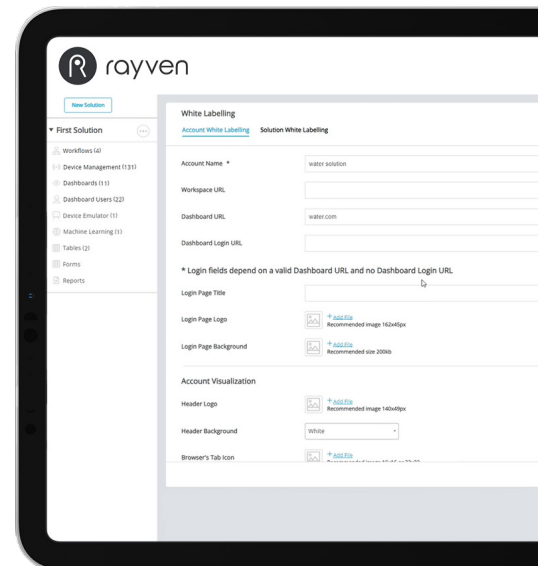 rayven
New Solution
First Solution
Workflows (4)
Device Management (131)
Dashboards (11)
Dashboard Users (22)
Device Emulator (1)
Machine Learning (1)
Tables (2)
Forms
Reports
White Labelling
Account White Labelling Solution White Labelling
Account Name * water solution
Workspace URL
Dashboard URL water.com
Dashboard Login URL
* Login fields depend on a valid Dashboard URL and no Dashboard Login URL
Login Page Title
Login Page Logo + Add File
Recommended image 162x45px
Login Page Background + Add File
Recommended size 200kb
Account Visualization
Header Logo + Add File
Recommended image 140x49px
Header Background White
Browser's Tab Icon + Add File